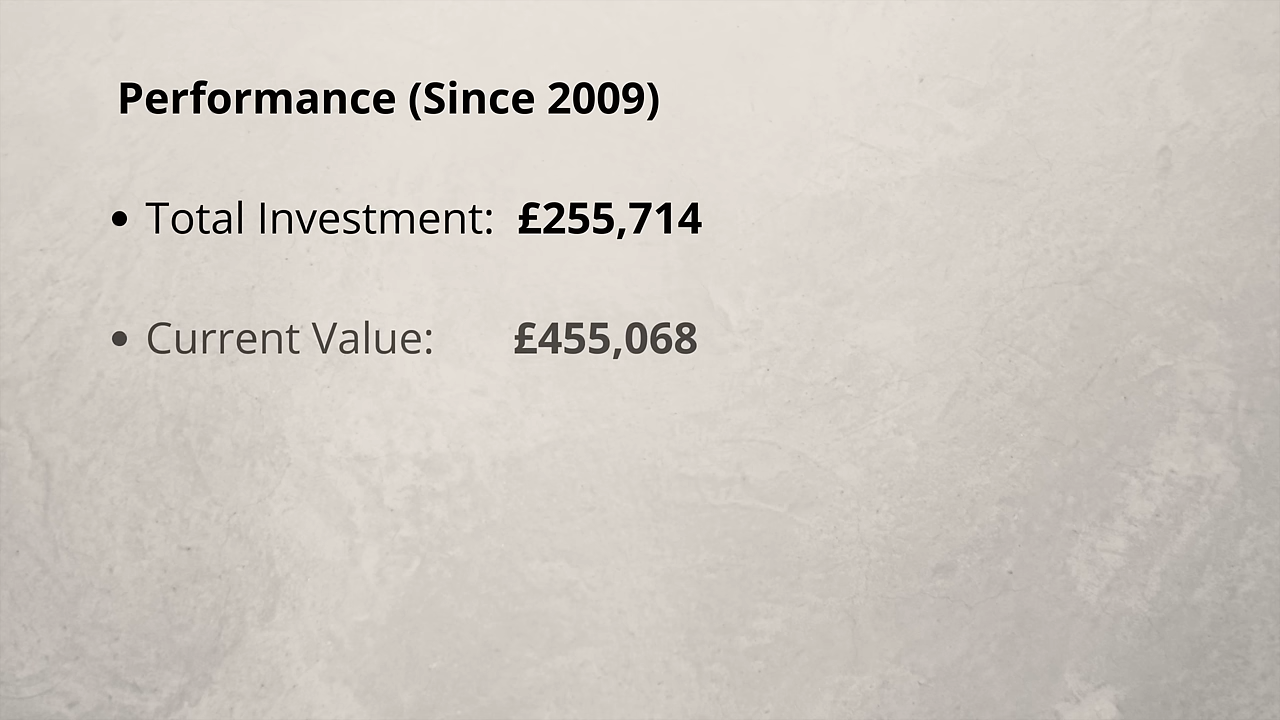 Performance (Since 2009)
• Total Investment: £255,714
• Current Value: £455,068